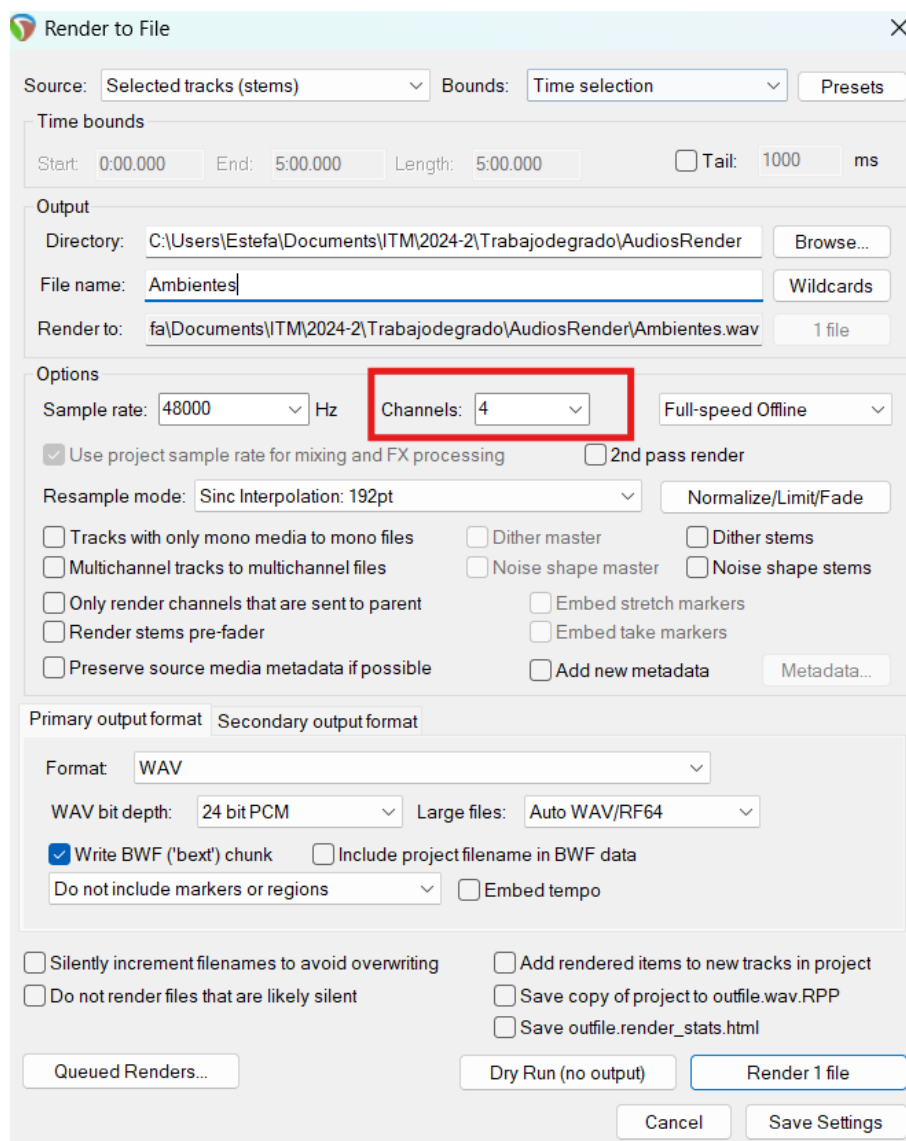 Render to File
Source: Selected tracks (stems) Bounds: Time selection Presets
Time bounds
Start: 0:00.000 End: 5:00.000 Length: 5:00.000 Tail: 1000 ms
Output
Directory: C:\Users\Estefa\Documents\ITM\2024-2\Trabajodegrado\AudiosRender Browse...
File name: Ambientes Wildcards
Render to: fa\Documents\ITM\2024-2\Trabajodegrado\AudiosRender\Ambientes.wav 1 file
Options
Sample rate: 48000 Hz Channels: 4 Full-speed Offline
Use project sample rate for mixing and FX processing 2nd pass render
Resample mode: Sinc Interpolation: 192pt Normalize/Limit/Fade
Tracks with only mono media to mono files Dither master Dither stems
Multichannel tracks to multichannel files Noise shape master Noise shape stems
Only render channels that are sent to parent Embed stretch markers
Render stems pre-fader Embed take markers
Preserve source media metadata if possible Add new metadata Metadata...
Primary output format Secondary output format
Format: WAV
WAV bit depth: 24 bit PCM Large files: Auto WAV/RF64
Write BWF ('bext') chunk Include project filename in BWF data
Do not include markers or regions Embed tempo
Silently increment filenames to avoid overwriting Add rendered items to new tracks in project
Do not render files that are likely silent Save copy of project to outfile.wav.RPP
Save outfile.render_stats.html
Queued Renders... Dry Run (no output) Render 1 file
Cancel Save Settings